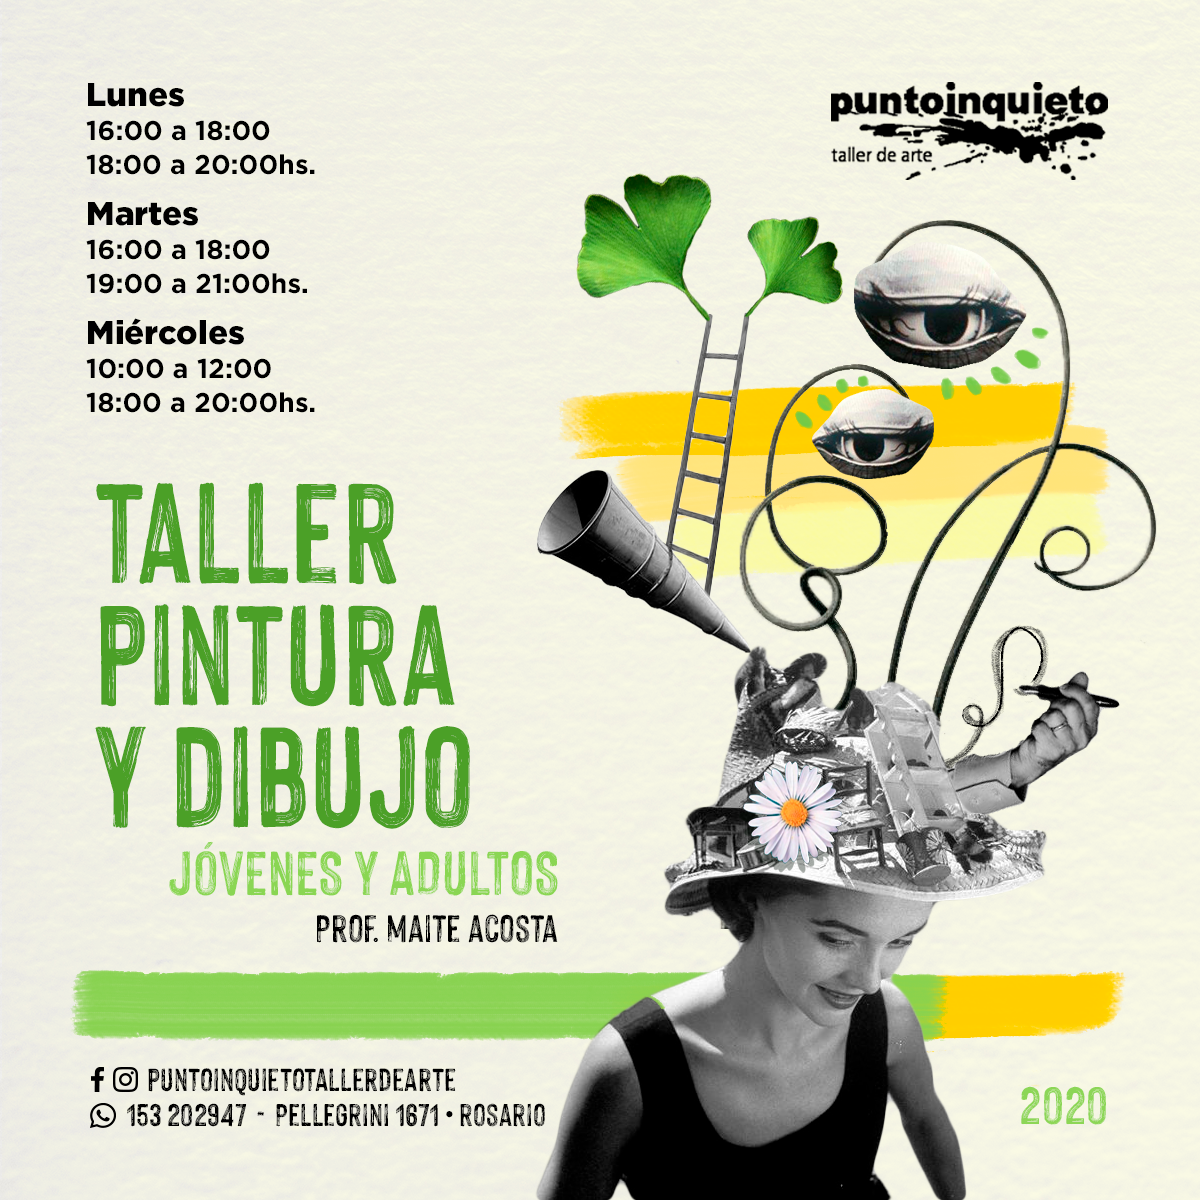 Lunes
16:00 a 18:00
18:00 a 20:00hs.
Martes
16:00 a 18:00
19:00 a 21:00hs.
Miércoles
10:00 a 12:00
18:00 a 20:00hs.
puntoinquieto
taller de arte
TALLER
PINTURA
Y DIBUJO
JÓVENES Y ADULTOS
PROF. MAITE ACOSTA
PUNTOINQUIETOTALLERDEARTE
153 202947 - PELLEGRINI 1671 • ROSARIO
2020